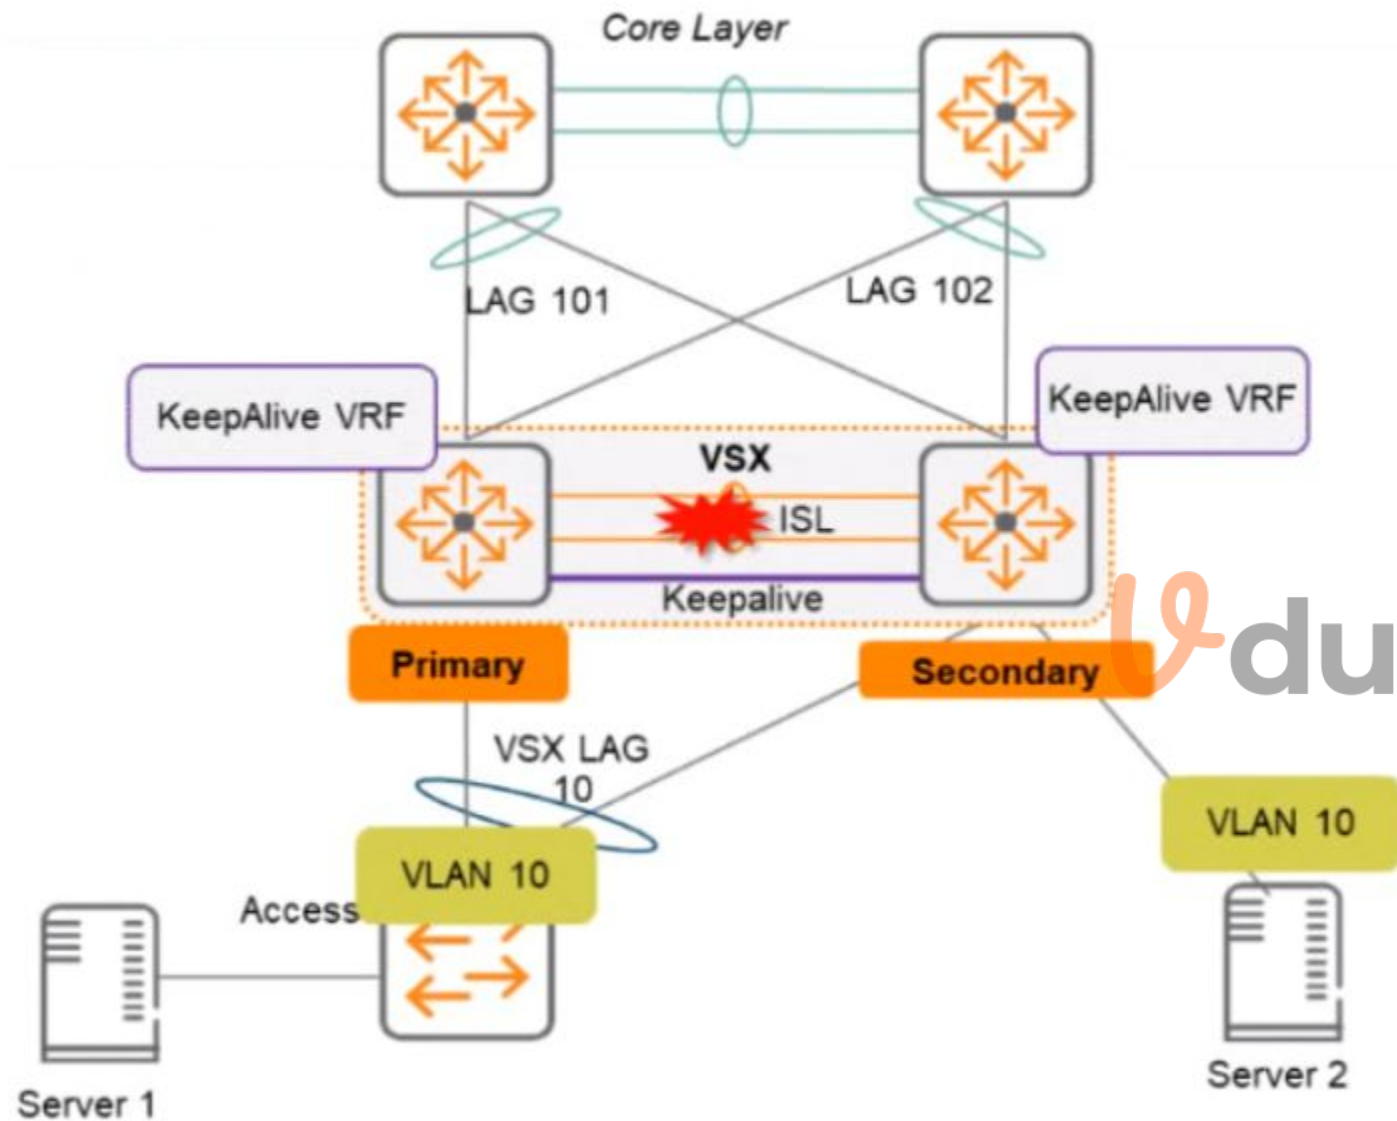 Core Layer
LAG 101
LAG 102
KeepAlive VRF
KeepAlive VRF
VSX
ISL
Keepalive
Primary
Secondary
Vdu
VSX LAG
10
VLAN 10
VLAN 10
Access
Server 1
Server 2